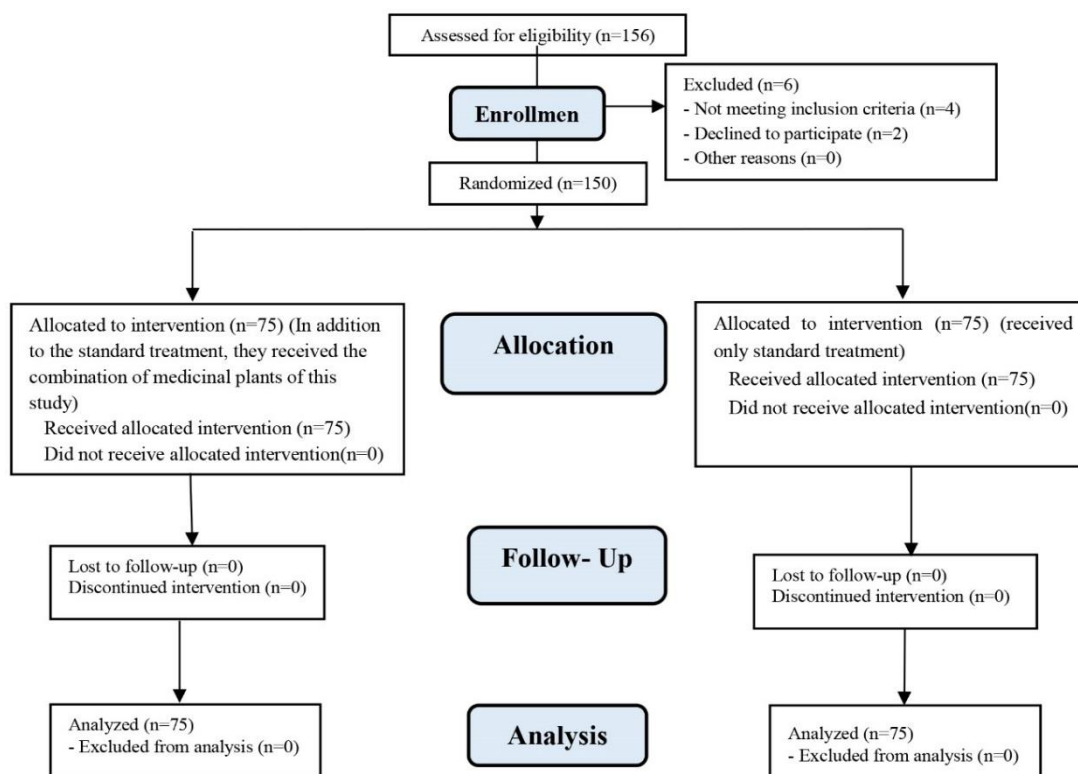 Assessed for eligibility (n=156)
Enrollmen
Excluded (n=6)
- Not meeting inclusion criteria (n=4)
- Declined to participate (n=2)
- Other reasons (n=0)
Randomized (n=150)
Allocated to intervention (n=75) (In addition
to the standard treatment, they received the
combination of medicinal plants of this
study)
Received allocated intervention (n=75)
Did not receive allocated intervention(n=0)
Allocation
Allocated to intervention (n=75) (received
only standard treatment)
Received allocated intervention (n=75)
Did not receive allocated intervention(n=0)
Lost to follow-up (n=0)
Discontinued intervention (n=0)
Follow- Up
Lost to follow-up (n=0)
Discontinued intervention (n=0)
Analyzed (n=75)
- Excluded from analysis (n=0)
Analysis
Analyzed (n=75)
- Excluded from analysis (n=0)